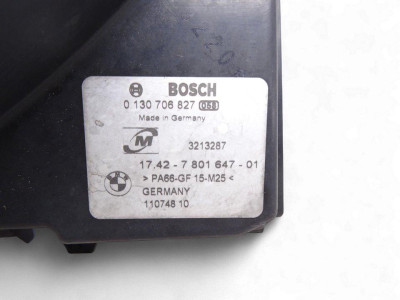 BOSCH
0 130 706 827 051
Made in Germany
M 3213287
17.42 - 7 801 647 - 01
> PA66-GF 15-M25 <
GERMANY
110748 10